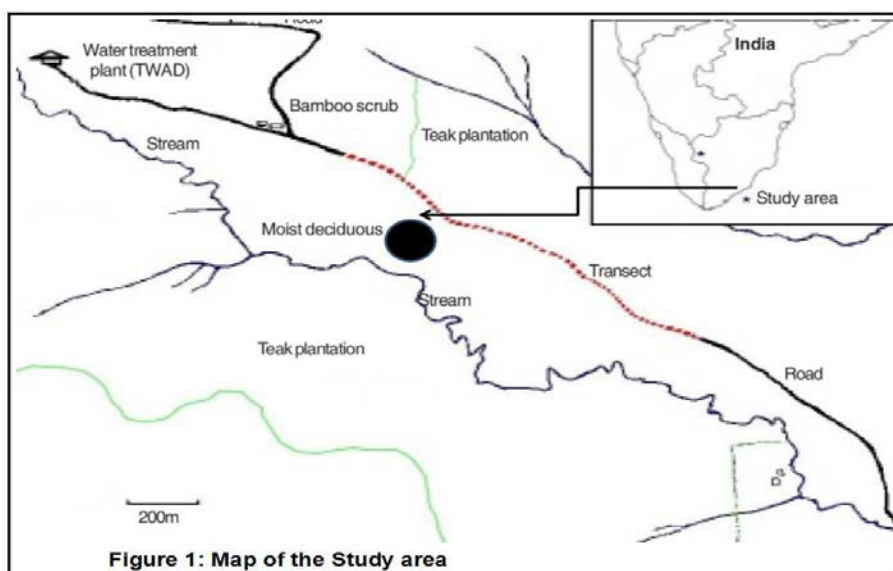 Road
India
Water treatment
plant (TWAD)
Bamboo scrub
Teak plantation
Stream
* Study area
Moist deciduous
Transect
Stream
Teak plantation
Road
200m
Figure 1: Map of the Study area